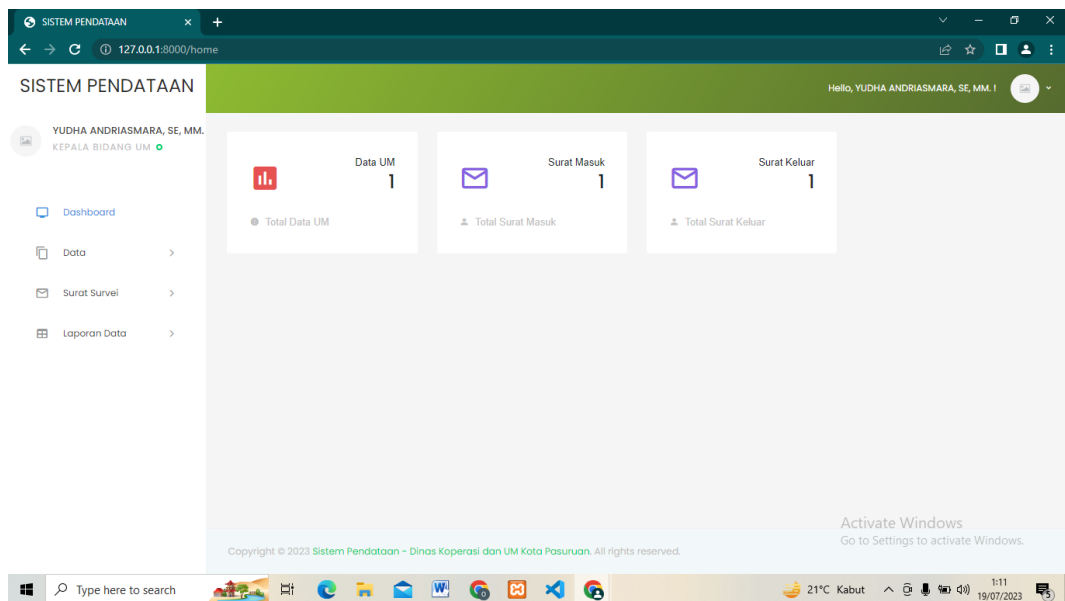 SISTEM PENDATAAN
127.0.0.1:8000/home
SISTEM PENDATAAN
Hello, YUDHA ANDRIASMARA, SE, MM. !
YUDHA ANDRIASMARA, SE, MM.
KEPALA BIDANG UM
Dashboard
Data
Surat Survei
Laporan Data
Data UM
1
Total Data UM
Surat Masuk
1
Total Surat Masuk
Surat Keluar
1
Total Surat Keluar
Activate Windows
Go to Settings to activate Windows.
Copyright © 2023 Sistem Pendataan - Dinas Koperasi dan UM Kota Pasuruan. All rights reserved.
Type here to search
21°C Kabut
1:11
19/07/2023
5